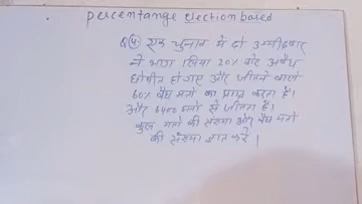 percentange election based
Q④ एक चुनाव में दो उम्मीदवार
ने भाग लिया 20% वोट अवैध
घोषीत हो गए और जीतने वाला
60% वैध मतों का प्राप्त करता है।
और 6400 मतों से जीतता है।
कुल मतों की संख्या और वैध मतों
की संख्या ज्ञात करे।